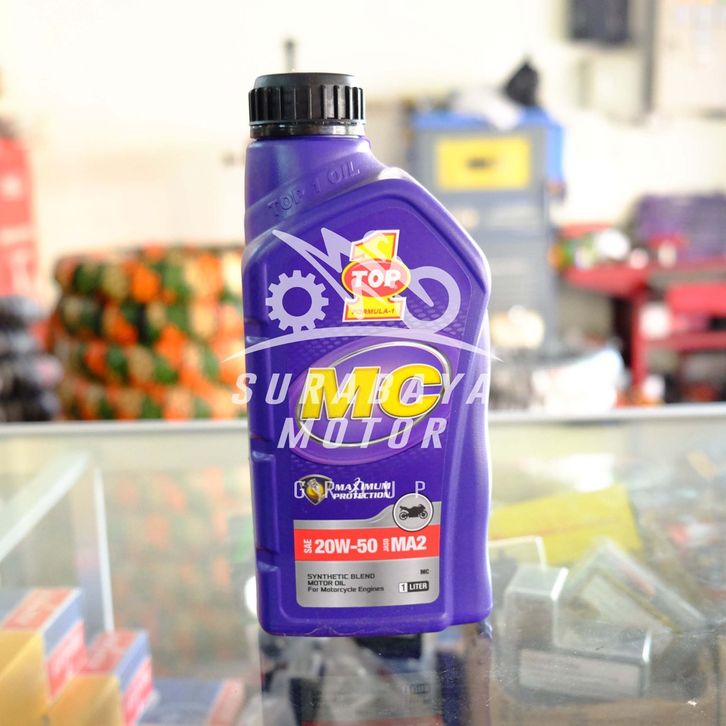 TOP 1 OIL
1
TOP
FORMULA-1
MC
SURABAYA
MOTOR
GROUP
MAXIMUM
PROTECTION
SAE 20W-50 JASO MA2
SYNTHETIC BLEND
MOTOR OIL
For Motorcycle Engines
MC
1 LITER